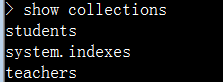 > show collections
students
system.indexes
teachers